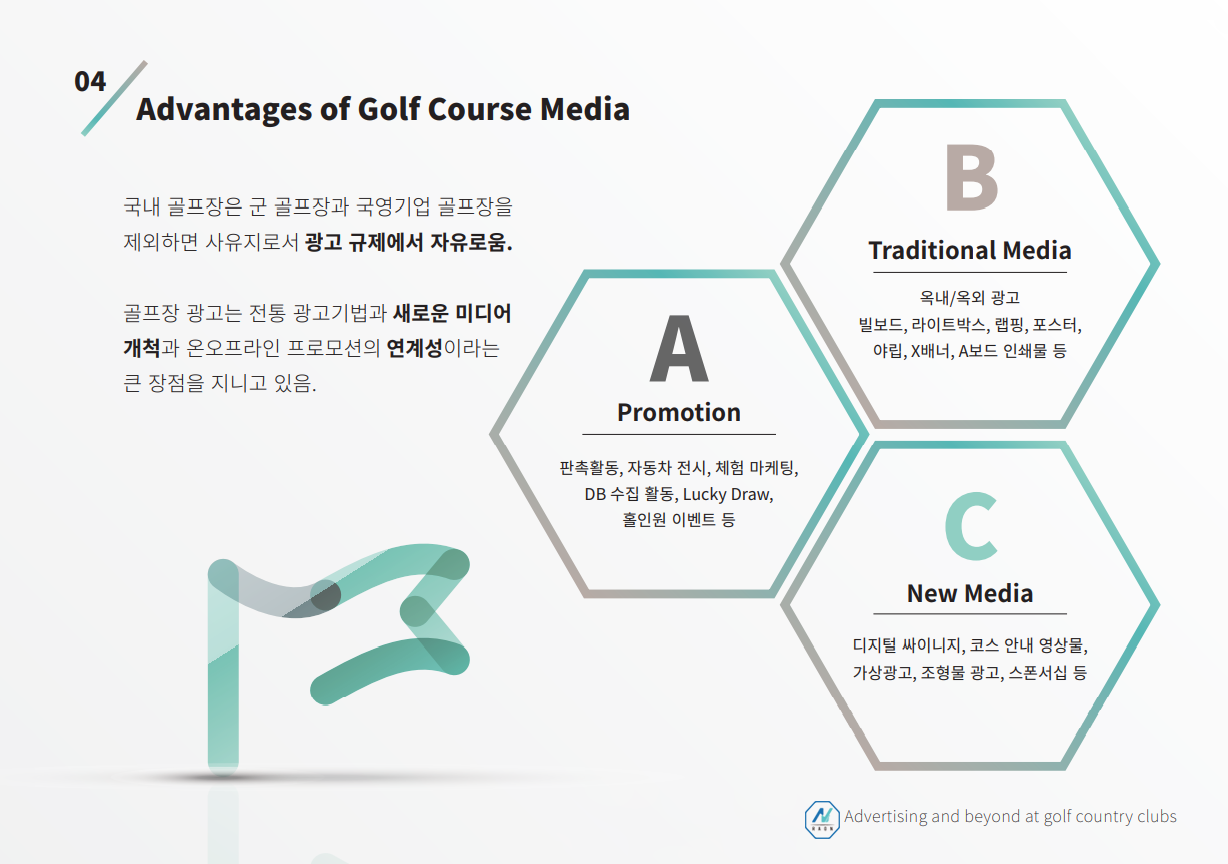 04
Advantages of Golf Course Media
국내 골프장은 군 골프장과 국영기업 골프장을
제외하면 사유지로서 광고 규제에서 자유로움.
골프장 광고는 전통 광고기법과 새로운 미디어
개척과 온오프라인 프로모션의 연계성이라는
큰 장점을 지니고 있음.
A
Promotion
판촉활동, 자동차 전시, 체험 마케팅,
DB 수집 활동, Lucky Draw,
홀인원 이벤트 등
B
Traditional Media
옥내/옥외 광고
빌보드, 라이트박스, 랩핑, 포스터,
야립, X배너, A보드 인쇄물 등
C
New Media
디지털 싸이니지, 코스 안내 영상물,
가상광고, 조형물 광고, 스폰서십 등
Advertising and beyond at golf country clubs